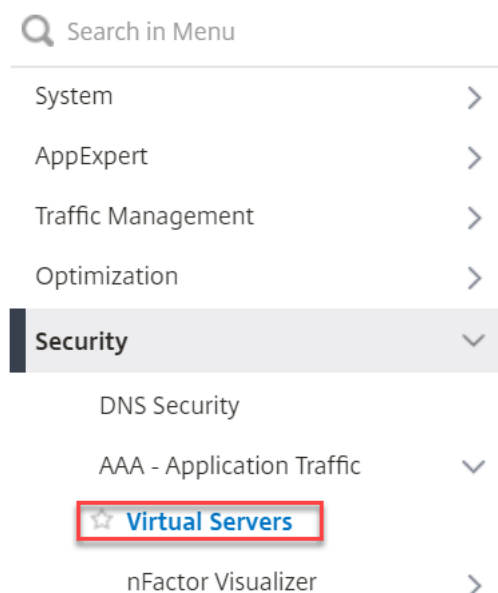 Search in Menu
System
AppExpert
Traffic Management
Optimization
Security
DNS Security
AAA - Application Traffic
Virtual Servers
nFactor Visualizer